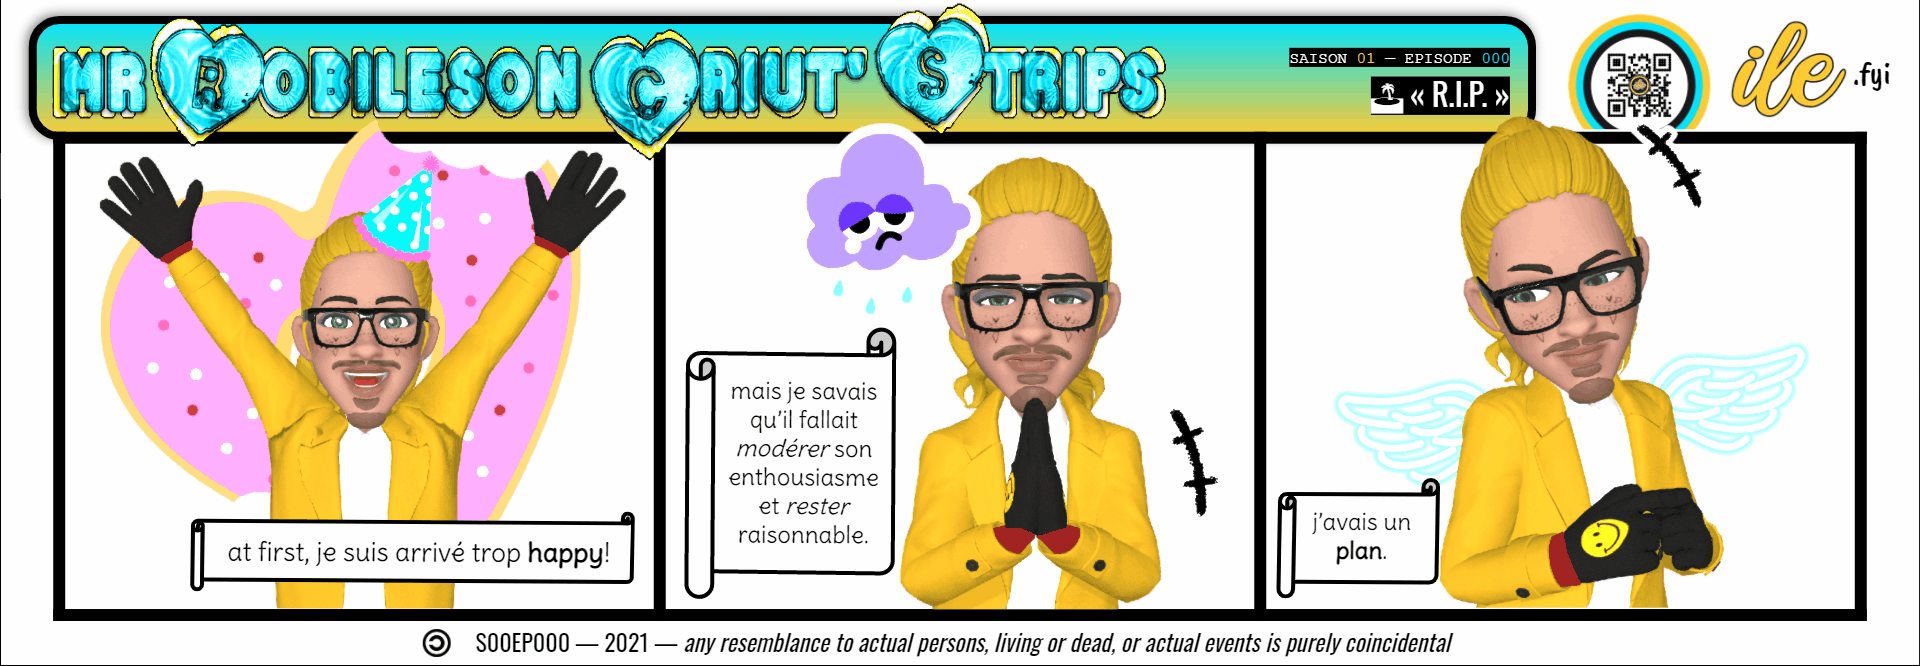 MR ROBILESON CRIUT' STRIPS
SAISON 01 — EPISODE 000
« R.I.P. »
ile.fyi
at first, je suis arrivé trop happy!
mais je savais
qu'il fallait
modérer son
enthousiasme
et rester
raisonnable.
j'avais un
plan.
S00EP000 — 2021 — any resemblance to actual persons, living or dead, or actual events is purely coincidental